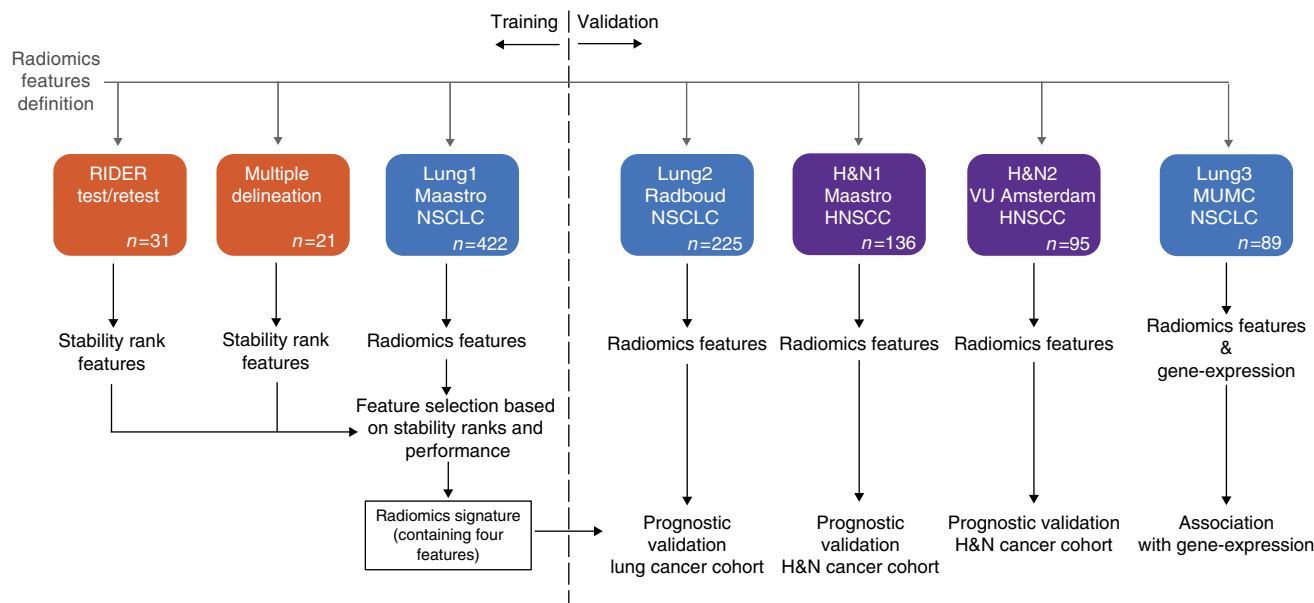 Training
Validation
Radiomics
features
definition
RIDER
test/retest
n=31
Multiple
delineation
n=21
Lung1
Maastro
NSCLC
n=422
Lung2
Radboud
NSCLC
n=225
H&N1
Maastro
HNSCC
n=136
H&N2
VU Amsterdam
HNSCC
n=95
Lung3
MUMC
NSCLC
n=89
Stability rank
features
Stability rank
features
Radiomics features
Radiomics features
Radiomics features
Radiomics features
Radiomics features
&
gene-expression
Feature selection based
on stability ranks and
performance
Radiomics signature
(containing four
features)
Prognostic
validation
lung cancer cohort
Prognostic
validation
H&N cancer cohort
Prognostic validation
H&N cancer cohort
Association
with gene-expression